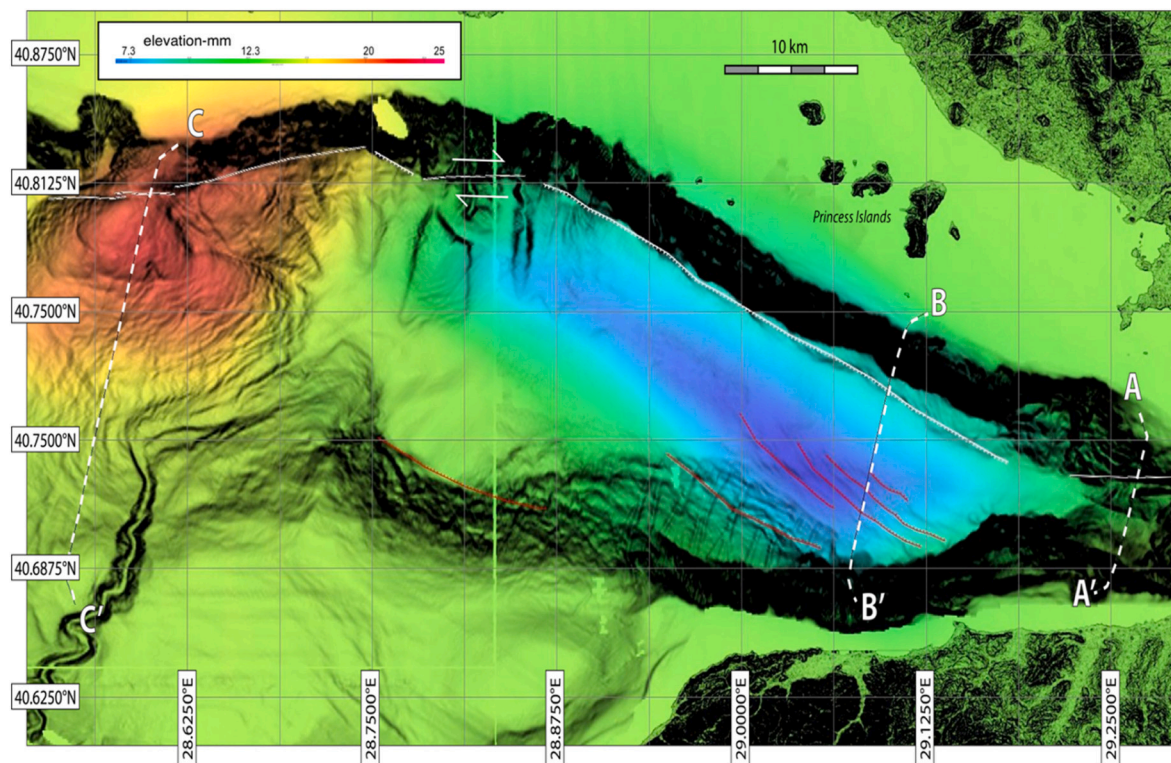 elevation-mm
7.3 12.3 20 25
10 km
40.8750°N
C
40.8125°N
Princess Islands
40.7500°N
B
A
40.7500°N
40.6875°N
C'
B'
A'
40.6250°N
28.6250°E
28.7500°E
28.8750°E
29.0000°E
29.1250°E
29.2500°E